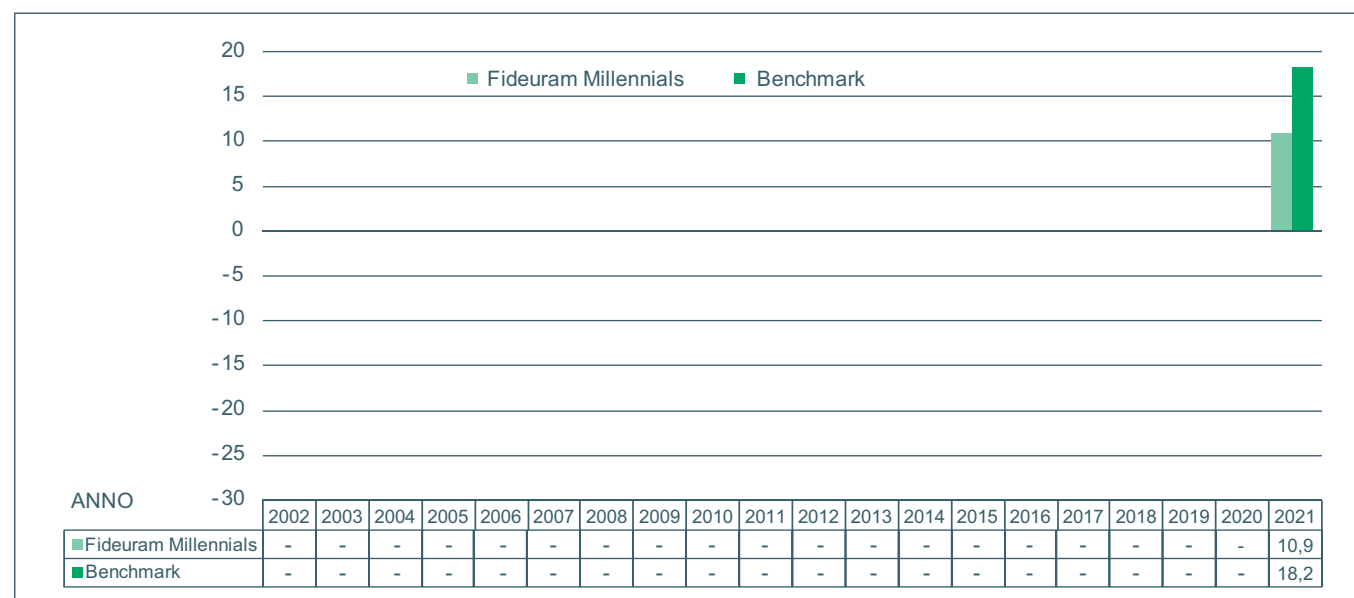 20
Fideuram Millennials Benchmark
15
10
5
0
-5
-10
-15
-20
-25
ANNO -30
2002 2003 2004 2005 2006 2007 2008 2009 2010 2011 2012 2013 2014 2015 2016 2017 2018 2019 2020 2021
Fideuram Millennials - - - - - - - - - - - - - - - - - - - 10,9
Benchmark - - - - - - - - - - - - - - - - - - - 18,2